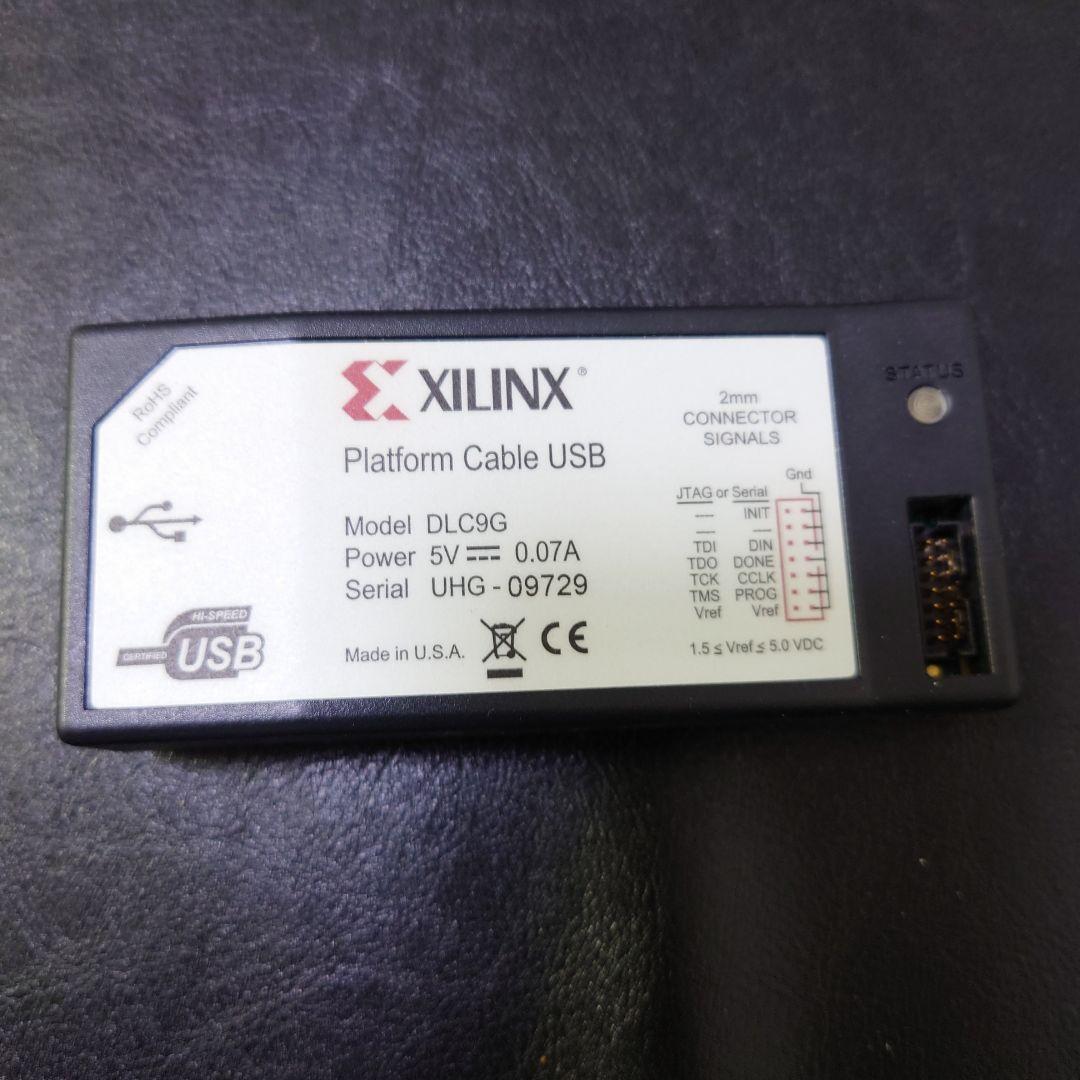 RoHS
Compliant
XILINX®
Platform Cable USB
Model DLC9G
Power 5V 0.07A
Serial UHG - 09729
Made in U.S.A.
CE
HI-SPEED
CERTIFIED USB
2mm
CONNECTOR
SIGNALS
Gnd
JTAG or Serial
--- INIT
--- ---
TDI DIN
TDO DONE
TCK CCLK
TMS PROG
Vref Vref
1.5 ≤ Vref ≤ 5.0 VDC
STATUS